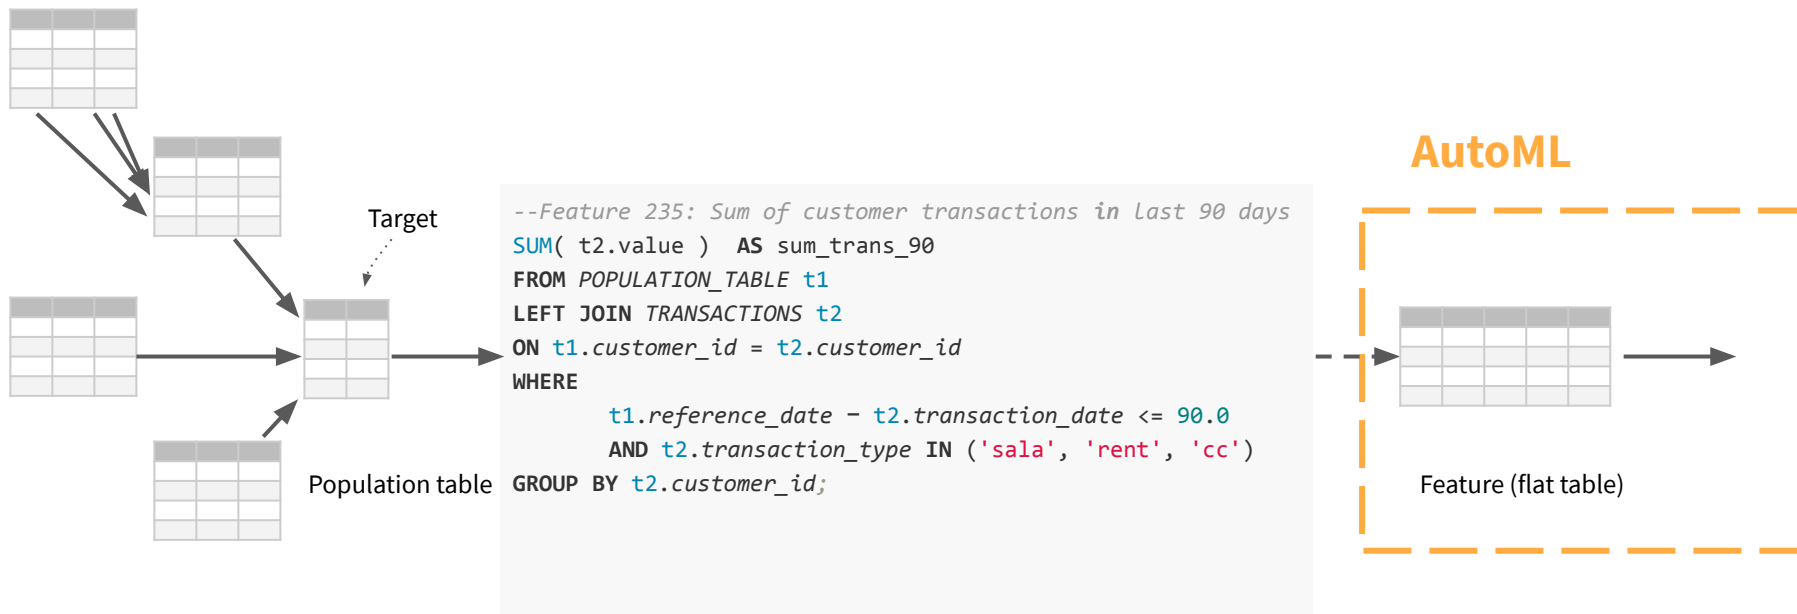 AutoML
Target
--Feature 235: Sum of customer transactions in last 90 days
SUM( t2.value )  AS sum_trans_90
FROM POPULATION_TABLE t1
LEFT JOIN TRANSACTIONS t2
ON t1.customer_id = t2.customer_id
WHERE
t1.reference_date − t2.transaction_date <= 90.0
AND t2.transaction_type IN ('sala', 'rent', 'cc')
GROUP BY t2.customer_id;
Population table
Feature (flat table)